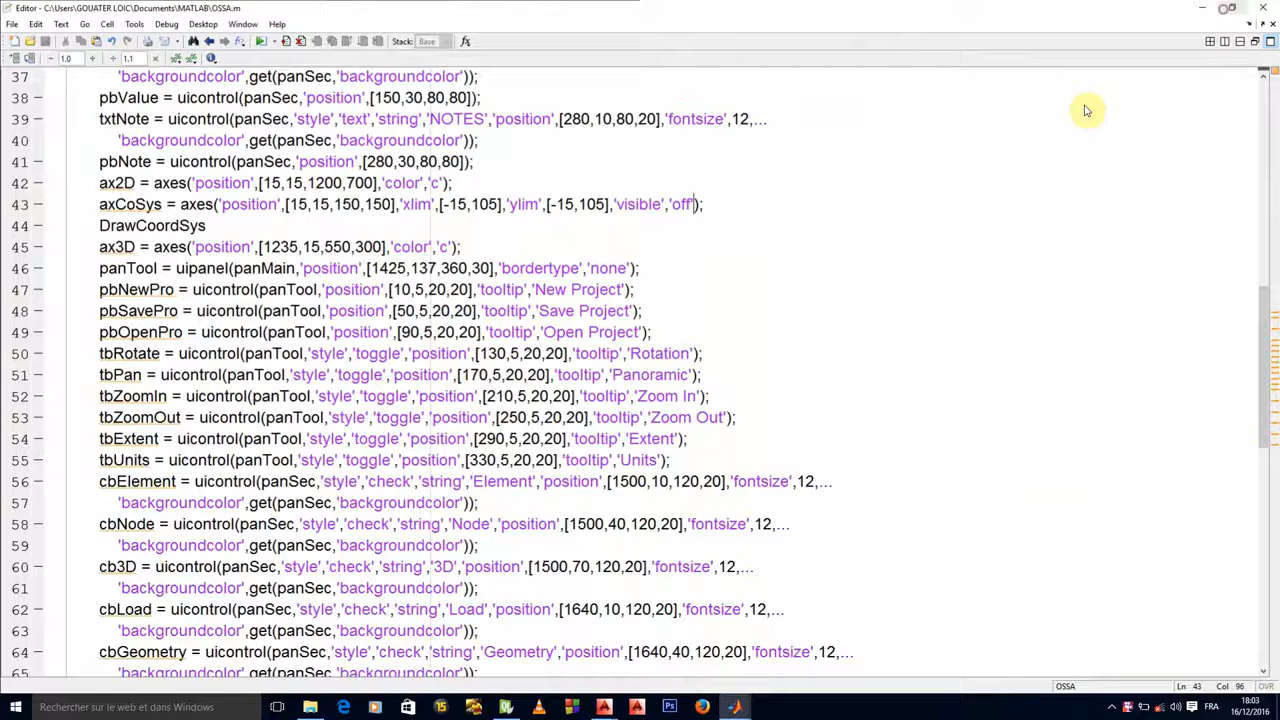 Editor - C:\Users\GOUATER LOIC\Documents\MATLAB\OSSA.m
File Edit Text Go Cell Tools Debug Desktop Window Help
Stack: Base fx
- 1.0 + ÷ 1.1 ×
37 'backgroundcolor',get(panSec,'backgroundcolor'));
38 – pbValue = uicontrol(panSec,'position',[150,30,80,80]);
39 – txtNote = uicontrol(panSec,'style','text','string','NOTES','position',[280,10,80,20],'fontsize',12,...
40 'backgroundcolor',get(panSec,'backgroundcolor'));
41 – pbNote = uicontrol(panSec,'position',[280,30,80,80]);
42 – ax2D = axes('position',[15,15,1200,700],'color','c');
43 – axCoSys = axes('position',[15,15,150,150],'xlim',[-15,105],'ylim',[-15,105],'visible','off');
44 – DrawCoordSys
45 – ax3D = axes('position',[1235,15,550,300],'color','c');
46 – panTool = uipanel(panMain,'position',[1425,137,360,30],'bordertype','none');
47 – pbNewPro = uicontrol(panTool,'position',[10,5,20,20],'tooltip','New Project');
48 – pbSavePro = uicontrol(panTool,'position',[50,5,20,20],'tooltip','Save Project');
49 – pbOpenPro = uicontrol(panTool,'position',[90,5,20,20],'tooltip','Open Project');
50 – tbRotate = uicontrol(panTool,'style','toggle','position',[130,5,20,20],'tooltip','Rotation');
51 – tbPan = uicontrol(panTool,'style','toggle','position',[170,5,20,20],'tooltip','Panoramic');
52 – tbZoomIn = uicontrol(panTool,'style','toggle','position',[210,5,20,20],'tooltip','Zoom In');
53 – tbZoomOut = uicontrol(panTool,'style','toggle','position',[250,5,20,20],'tooltip','Zoom Out');
54 – tbExtent = uicontrol(panTool,'style','toggle','position',[290,5,20,20],'tooltip','Extent');
55 – tbUnits = uicontrol(panTool,'style','toggle','position',[330,5,20,20],'tooltip','Units');
56 – cbElement = uicontrol(panSec,'style','check','string','Element','position',[1500,10,120,20],'fontsize',12,...
57 'backgroundcolor',get(panSec,'backgroundcolor'));
58 – cbNode = uicontrol(panSec,'style','check','string','Node','position',[1500,40,120,20],'fontsize',12,...
59 'backgroundcolor',get(panSec,'backgroundcolor'));
60 – cb3D = uicontrol(panSec,'style','check','string','3D','position',[1500,70,120,20],'fontsize',12,...
61 'backgroundcolor',get(panSec,'backgroundcolor'));
62 – cbLoad = uicontrol(panSec,'style','check','string','Load','position',[1640,10,120,20],'fontsize',12,...
63 'backgroundcolor',get(panSec,'backgroundcolor'));
64 – cbGeometry = uicontrol(panSec,'style','check','string','Geometry','position',[1640,40,120,20],'fontsize',12,...
65 'backgroundcolor',get(panSec,'backgroundcolor'));
OSSA Ln 43 Col 96 OVR
Rechercher sur le web et dans Windows
FRA
18:03
16/12/2016